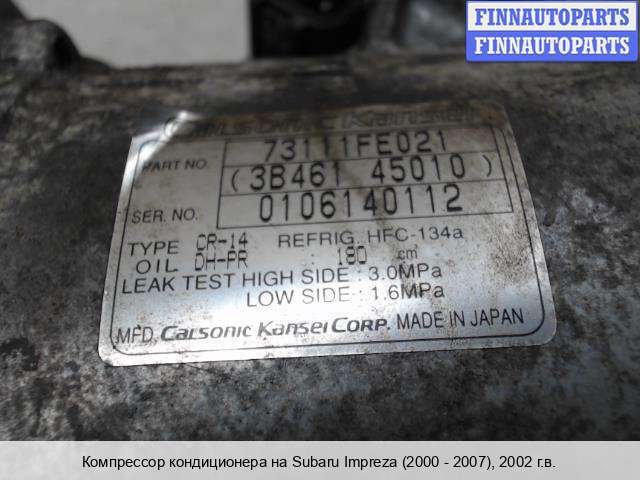 FINNAUTOPARTS
FINNAUTOPARTS
Calsonic Kansei
PART NO. 73111FE021
(3B461 45010)
SER. NO. 0106140112
TYPE CR-14 REFRIG. HFC-134a
OIL DH-PR : 180 cm
LEAK TEST HIGH SIDE : 3.0MPa
LOW SIDE : 1.6MPa
MFD. Calsonic Kansei CORP. MADE IN JAPAN
Компрессор кондиционера на Subaru Impreza (2000 - 2007), 2002 г.в.